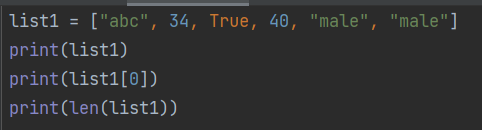 list1 = ["abc", 34, True, 40, "male", "male"]
print(list1)
print(list1[0])
print(len(list1))